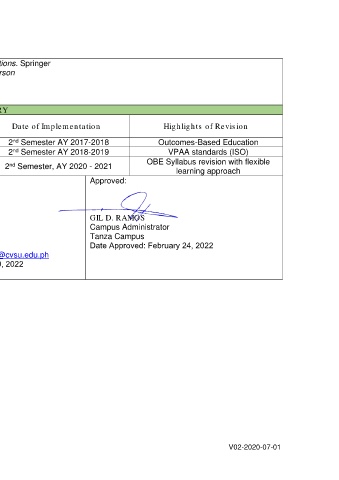 tions. Springer
rson
RY
Date of Implementation
Highlights of Revision
2nd Semester AY 2017-2018
Outcomes-Based Education
2nd Semester AY 2018-2019
VPAA standards (ISO)
2nd Semester, AY 2020 - 2021
OBE Syllabus revision with flexible
learning approach
Approved:
GIL D. RAMOS
Campus Administrator
Tanza Campus
Date Approved: February 24, 2022
@cvsu.edu.ph
, 2022
V02-2020-07-01